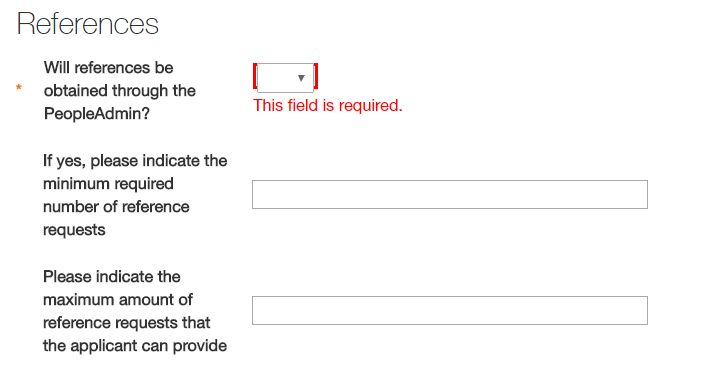 References
Will references be
* obtained through the
PeopleAdmin?
This field is required.
If yes, please indicate the
minimum required
number of reference
requests
Please indicate the
maximum amount of
reference requests that
the applicant can provide